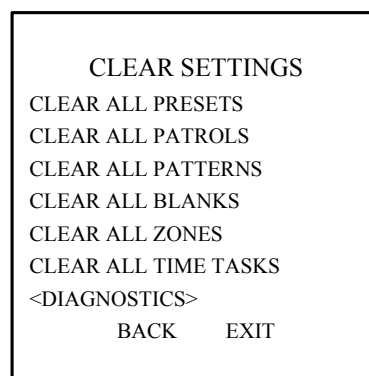 CLEAR SETTINGS
CLEAR ALL PRESETS
CLEAR ALL PATROLS
CLEAR ALL PATTERNS
CLEAR ALL BLANKS
CLEAR ALL ZONES
CLEAR ALL TIME TASKS
<DIAGNOSTICS>
BACK EXIT